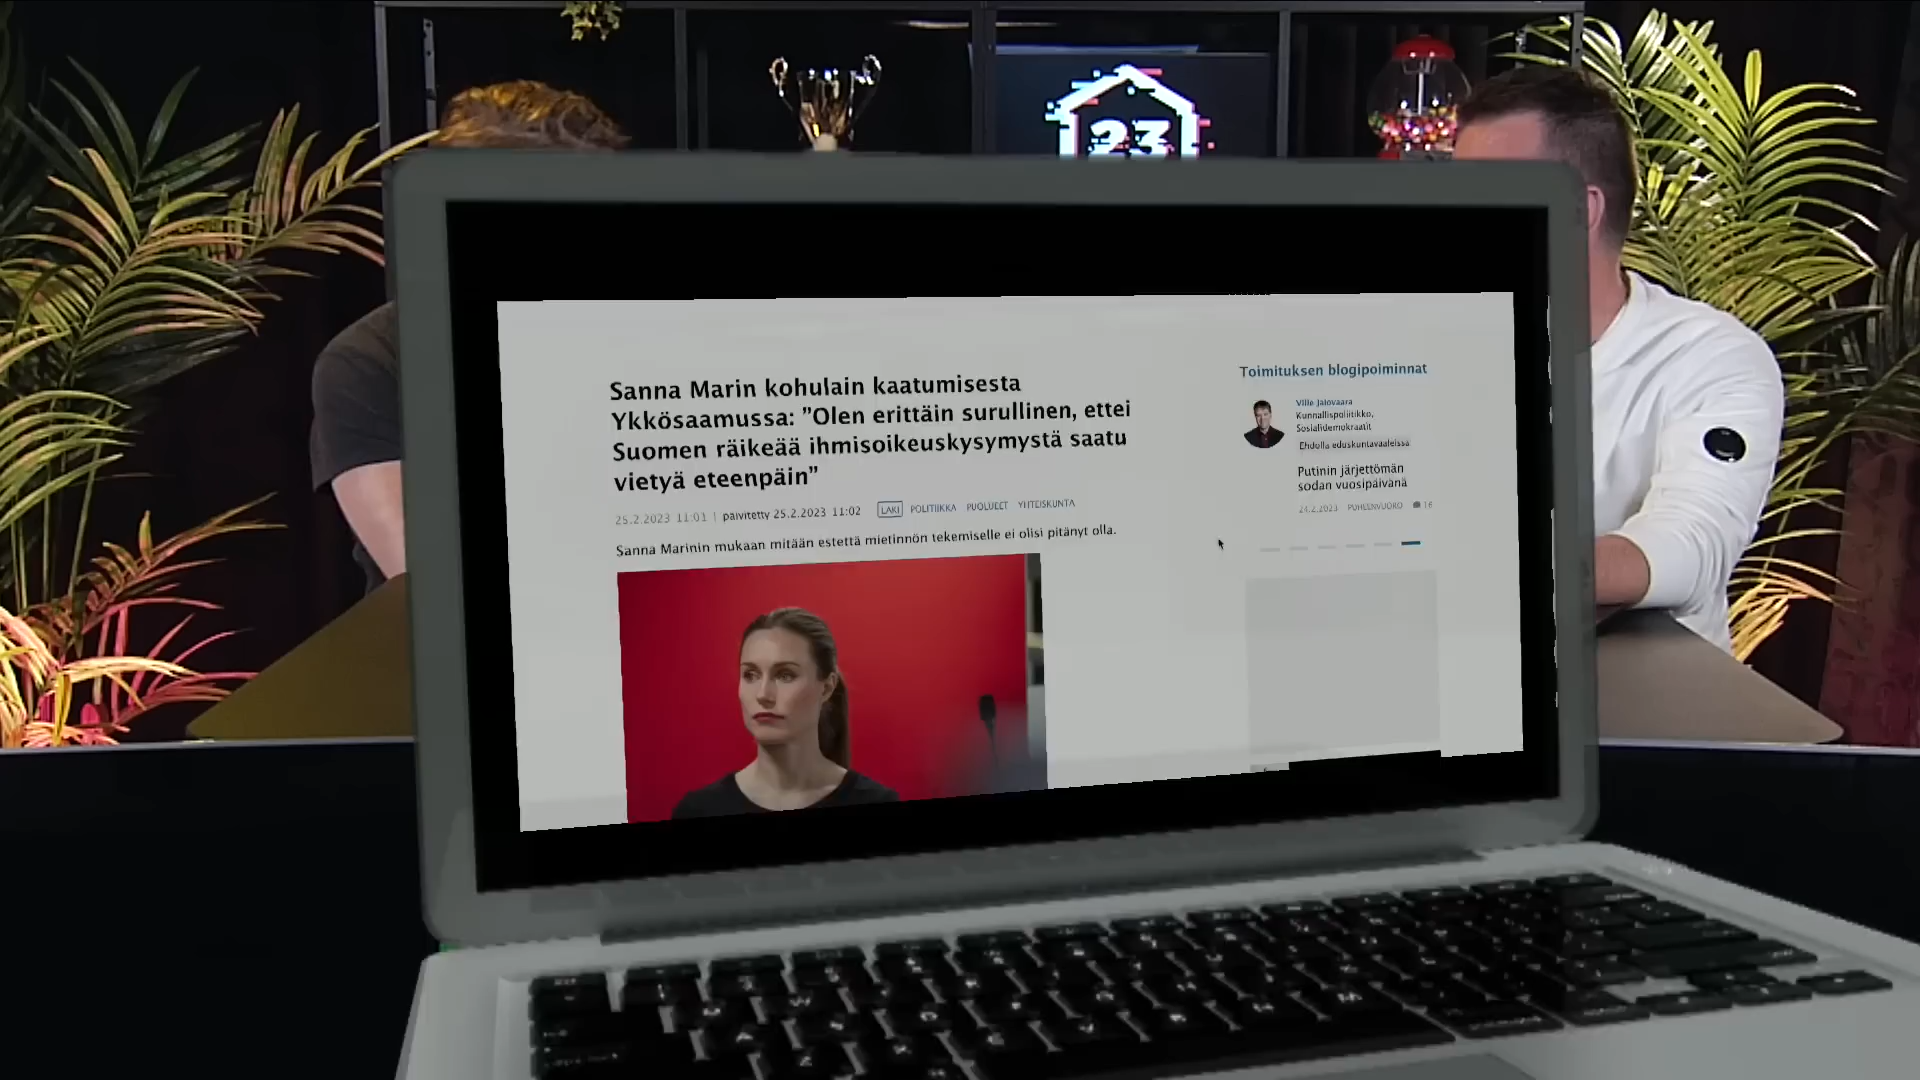 23
Sanna Marin kohulain kaatumisesta
Ykkösaamussa: ”Olen erittäin surullinen, ettei
Suomen räikeää ihmisoikeuskysymystä saatu
vietyä eteenpäin”
25.2.2023 11:01 | päivitetty 25.2.2023 11:02 LAKI POLITIIKKA PUOLUEET YHTEISKUNTA
Sanna Marinin mukaan mitään estettä mietinnön tekemiselle ei olisi pitänyt olla.
Toimituksen blogipoiminnat
Ville Jalovaara
Kunnallispoliitikko,
Sosialidemokraatit
Ehdolla eduskuntavaaleissa
Putinin järjettömän
sodan vuosipäivänä
24.2.2023 PUHEENVUORO 16